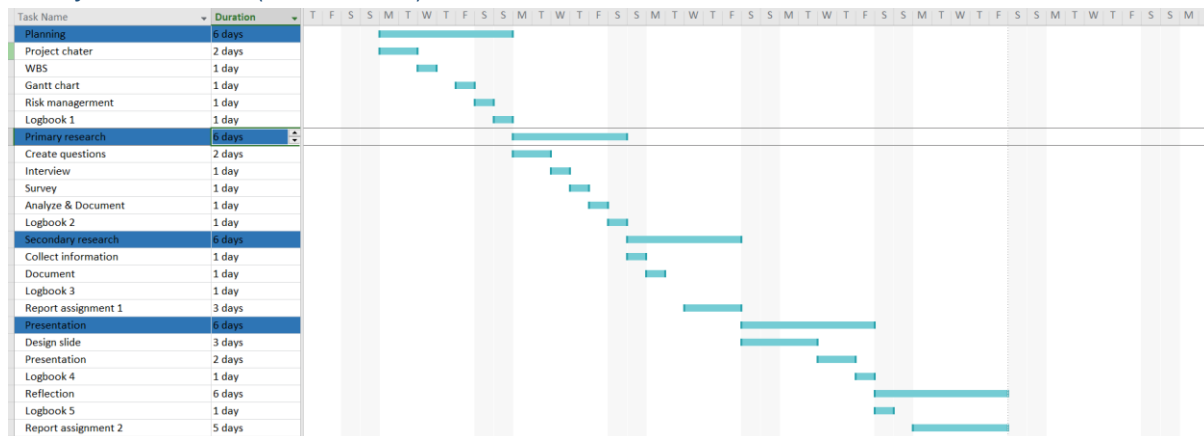 Task Name Duration T F S S M T W T F S S M T W T F S S M T W T F S S M T W T F S S M T W T F S S M T W T F S S M
Planning 6 days
Project chater 2 days
WBS 1 day
Gantt chart 1 day
Risk managerment 1 day
Logbook 1 1 day
Primary research 6 days
Create questions 2 days
Interview 1 day
Survey 1 day
Analyze & Document 1 day
Logbook 2 1 day
Secondary research 6 days
Collect information 1 day
Document 1 day
Logbook 3 1 day
Report assignment 1 3 days
Presentation 6 days
Design slide 3 days
Presentation 2 days
Logbook 4 1 day
Reflection 6 days
Logbook 5 1 day
Report assignment 2 5 days